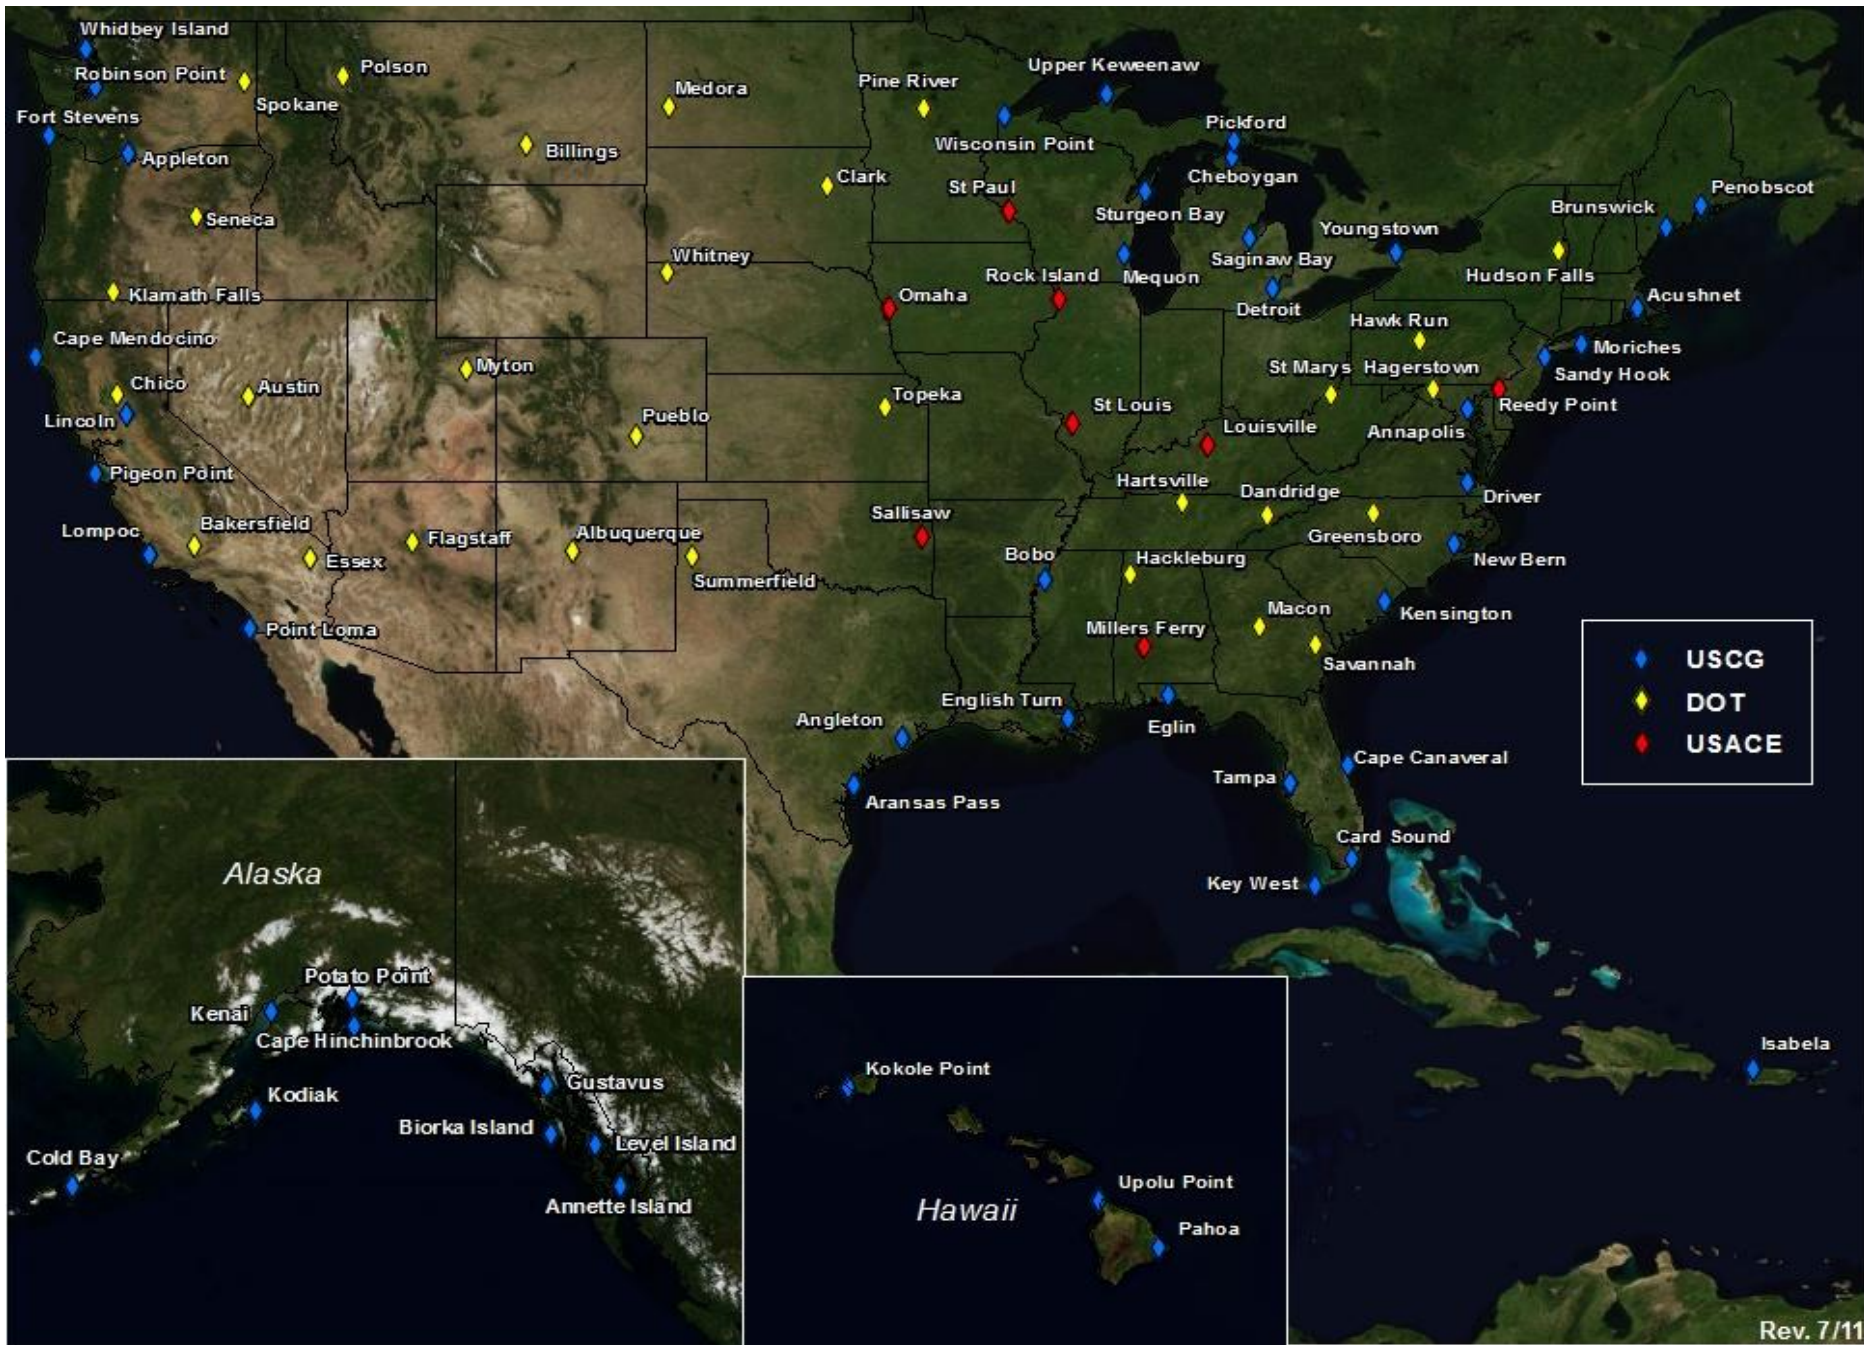 Whidbey Island
Robinson Point
Spokane
Polson
Fort Stevens
Appleton
Billings
Medora
Pine River
Upper Keweenaw
Wisconsin Point
Pickford
Cheboygan
Clark
St Paul
Sturgeon Bay
Seneca
Penobscot
Brunswick
Youngstown
Saginaw Bay
Hudson Falls
Whitney
Rock Island
Mequon
Klamath Falls
Omaha
Detroit
Acushnet
Hawk Run
Cape Mendocino
Moriches
Myton
St Marys
Hagerstown
Sandy Hook
Chico
Austin
Topeka
Lincoln
Pueblo
St Louis
Reedy Point
Louisville
Annapolis
Pigeon Point
Hartsville
Dandridge
Driver
Sallisaw
Lompoc
Bakersfield
Flagstaff
Albuquerque
Greensboro
Essex
Bobo
Hackleburg
New Bern
Summerfield
Macon
Kensington
Point Loma
Millers Ferry
Savannah
English Turn
Angleton
Eglin
Tampa
Cape Canaveral
Aransas Pass
Card Sound
Key West
USCG
DOT
USACE
Alaska
Potato Point
Kenai
Cape Hinchinbrook
Gustavus
Kodiak
Biorka Island
Level Island
Cold Bay
Annette Island
Kokole Point
Upolu Point
Hawaii
Pahoa
Isabela
Rev. 7/11